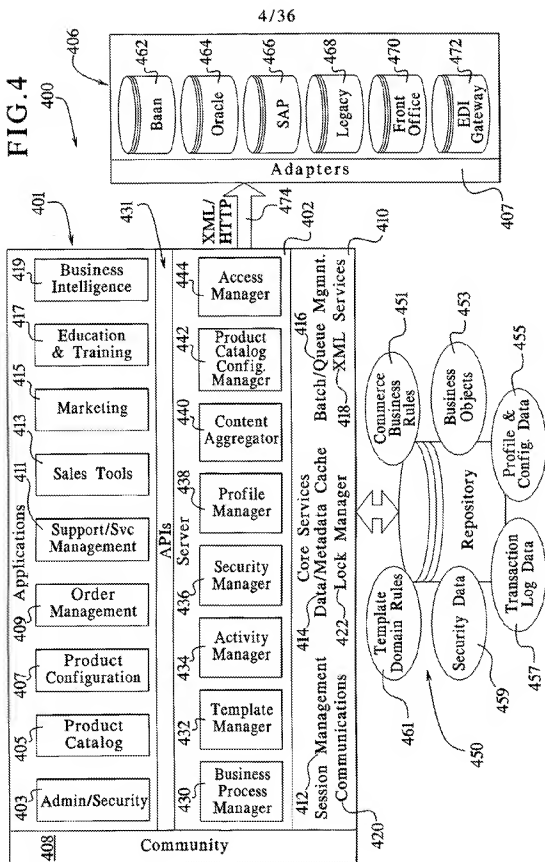 4/36
FIG.4
400
401
Applications
403
405
407
409
411
413
415
417
419
Admin/Security
Product
Catalog
Product
Configuration
Order
Management
Support/Svc
Management
Sales Tools
Marketing
Education
& Training
Business
Intelligence
431
APIs
Server
430
432
434
436
438
440
442
444
Business
Process
Manager
Template
Manager
Activity
Manager
Security
Manager
Profile
Manager
Content
Aggregator
Product
Catalog
Config.
Manager
Access
Manager
402
Core Services
412
Session Management
414
Data/Metadata Cache
416
Batch/Queue Mgmnt.
410
Communications
420
422
Lock Manager
418
XML Services
Community
408
XML/
HTTP
474
406
Adapters
407
Baan
462
Oracle
464
SAP
466
Legacy
468
Front
Office
470
EDI
Gateway
472
Template
Domain Rules
461
Commerce
Business
Rules
451
Repository
Security Data
459
Business
Objects
453
Transaction
Log Data
457
Profile &
Config. Data
455
450